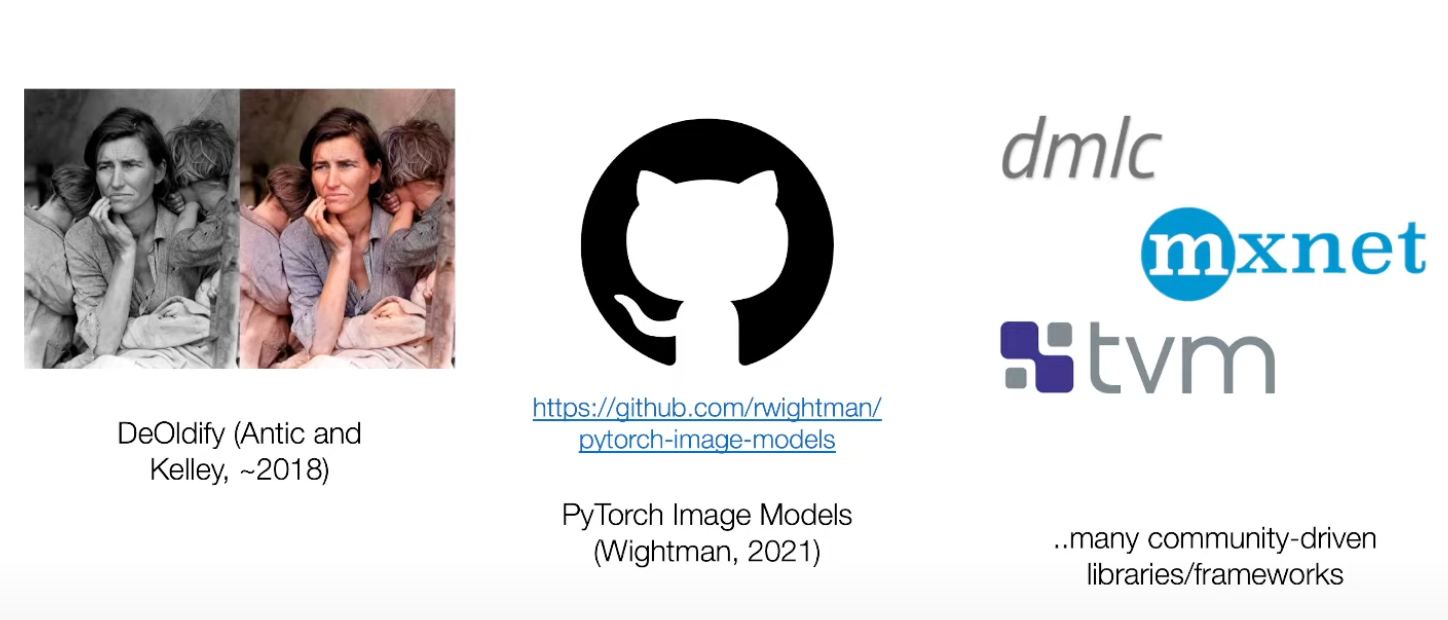 DeOldify (Antic and
Kelley, ~2018)
https://github.com/rwightman/
pytorch-image-models
PyTorch Image Models
(Wightman, 2021)
dmlc
mxnet
tvm
..many community-driven
libraries/frameworks